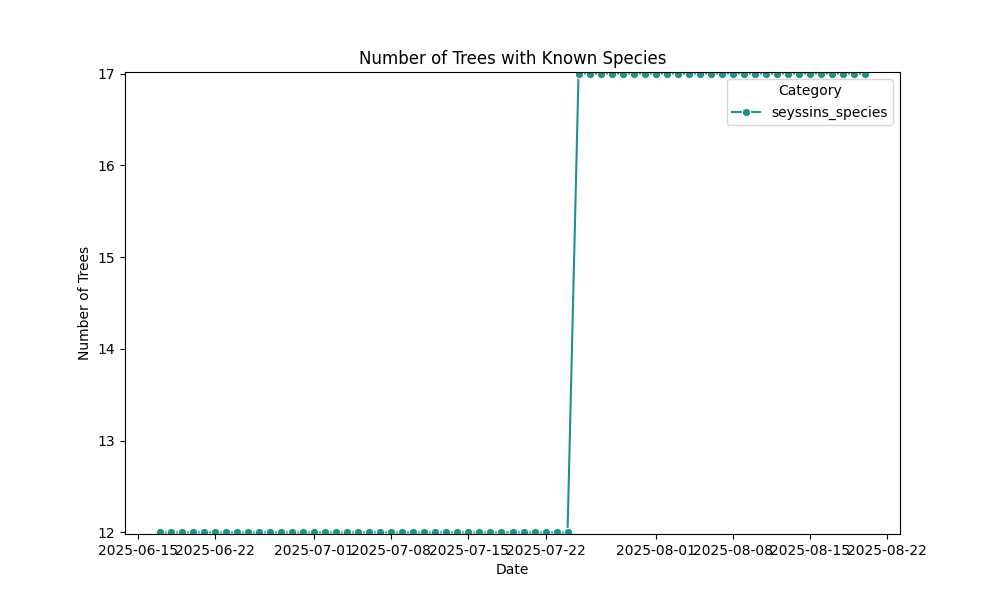 Number of Trees with Known Species
17
16
15
14
13
12
Number of Trees
Category
seyssins_species
2025-06-15 2025-06-22 2025-07-01 2025-07-08 2025-07-15 2025-07-22 2025-08-01 2025-08-08 2025-08-15 2025-08-22
Date